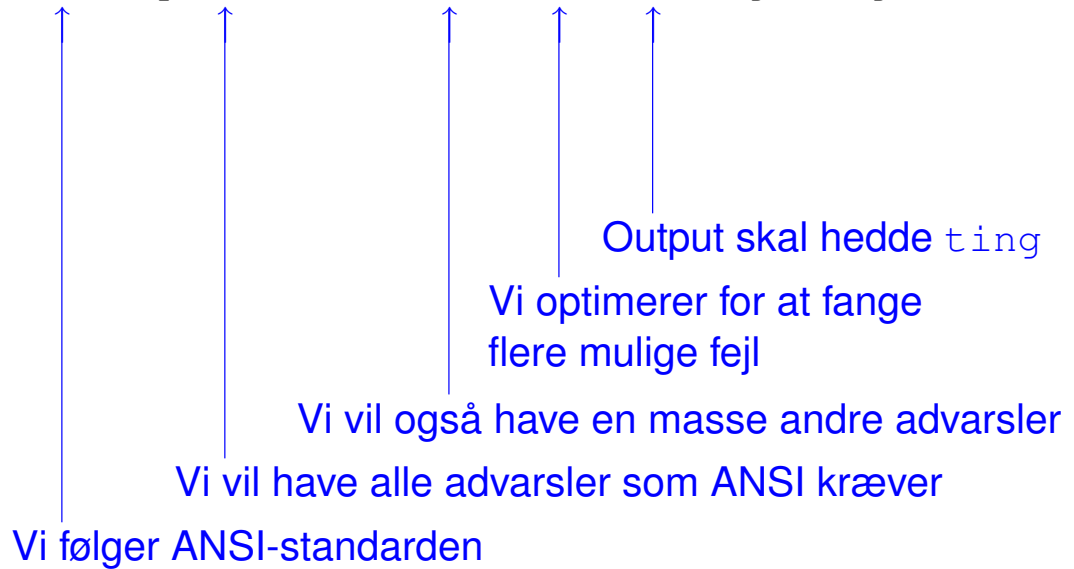 Output skal hedde ting
Vi optimerer for at fange
flere mulige fejl
Vi vil også have en masse andre advarsler
Vi vil have alle advarsler som ANSI kræver
Vi følger ANSI-standarden